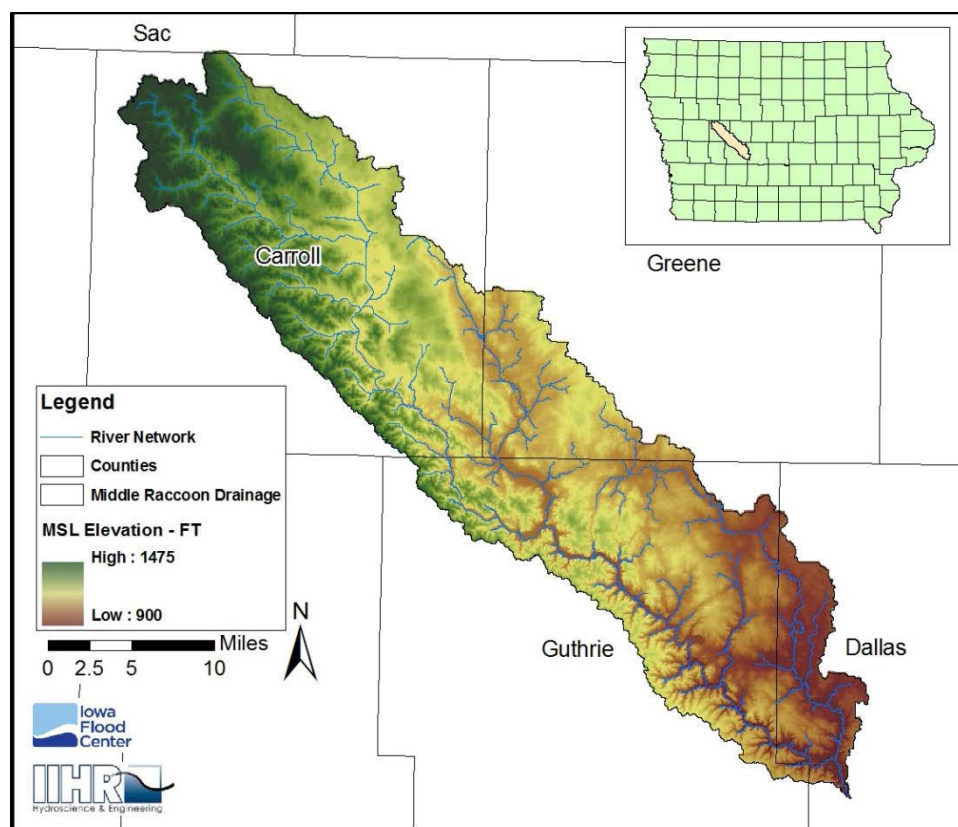 Sac
Carroll
Greene
Legend
River Network
Counties
Middle Raccoon Drainage
MSL Elevation - FT
High : 1475
Low : 900
Miles
0 2.5 5 10
N
Guthrie
Dallas
Iowa
Flood
Center
IIHR
Hydroscience & Engineering